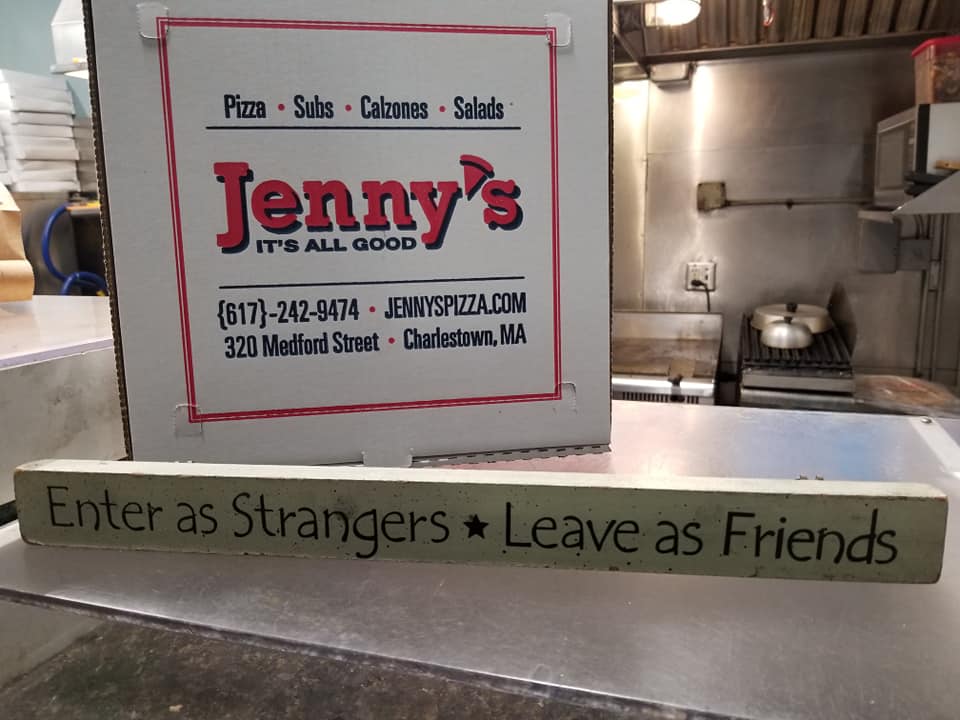 Pizza • Subs • Calzones • Salads
Jenny's
IT'S ALL GOOD
{617}-242-9474 • JENNYSPIZZA.COM
320 Medford Street • Charlestown, MA
Enter as Strangers ★ Leave as Friends